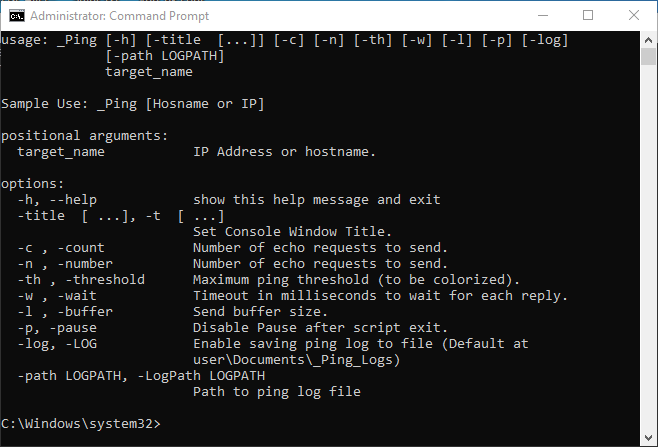 Administrator: Command Prompt
usage: _Ping [-h] [-title  [...]] [-c] [-n] [-th] [-w] [-l] [-p] [-log]
             [-path LOGPATH]
             target_name
Sample Use: _Ping [Hosname or IP]
positional arguments:
  target_name           IP Address or hostname.
options:
  -h, --help            show this help message and exit
  -title  [ ...], -t  [ ...]
                        Set Console Window Title.
  -c , -count           Number of echo requests to send.
  -n , -number          Number of echo requests to send.
  -th , -threshold      Maximum ping threshold (to be colorized).
  -w , -wait            Timeout in milliseconds to wait for each reply.
  -l , -buffer          Send buffer size.
  -p, -pause            Disable Pause after script exit.
  -log, -LOG            Enable saving ping log to file (Default at
                        user\Documents\_Ping_Logs)
  -path LOGPATH, -LogPath LOGPATH
                        Path to ping log file
C:\Windows\system32>